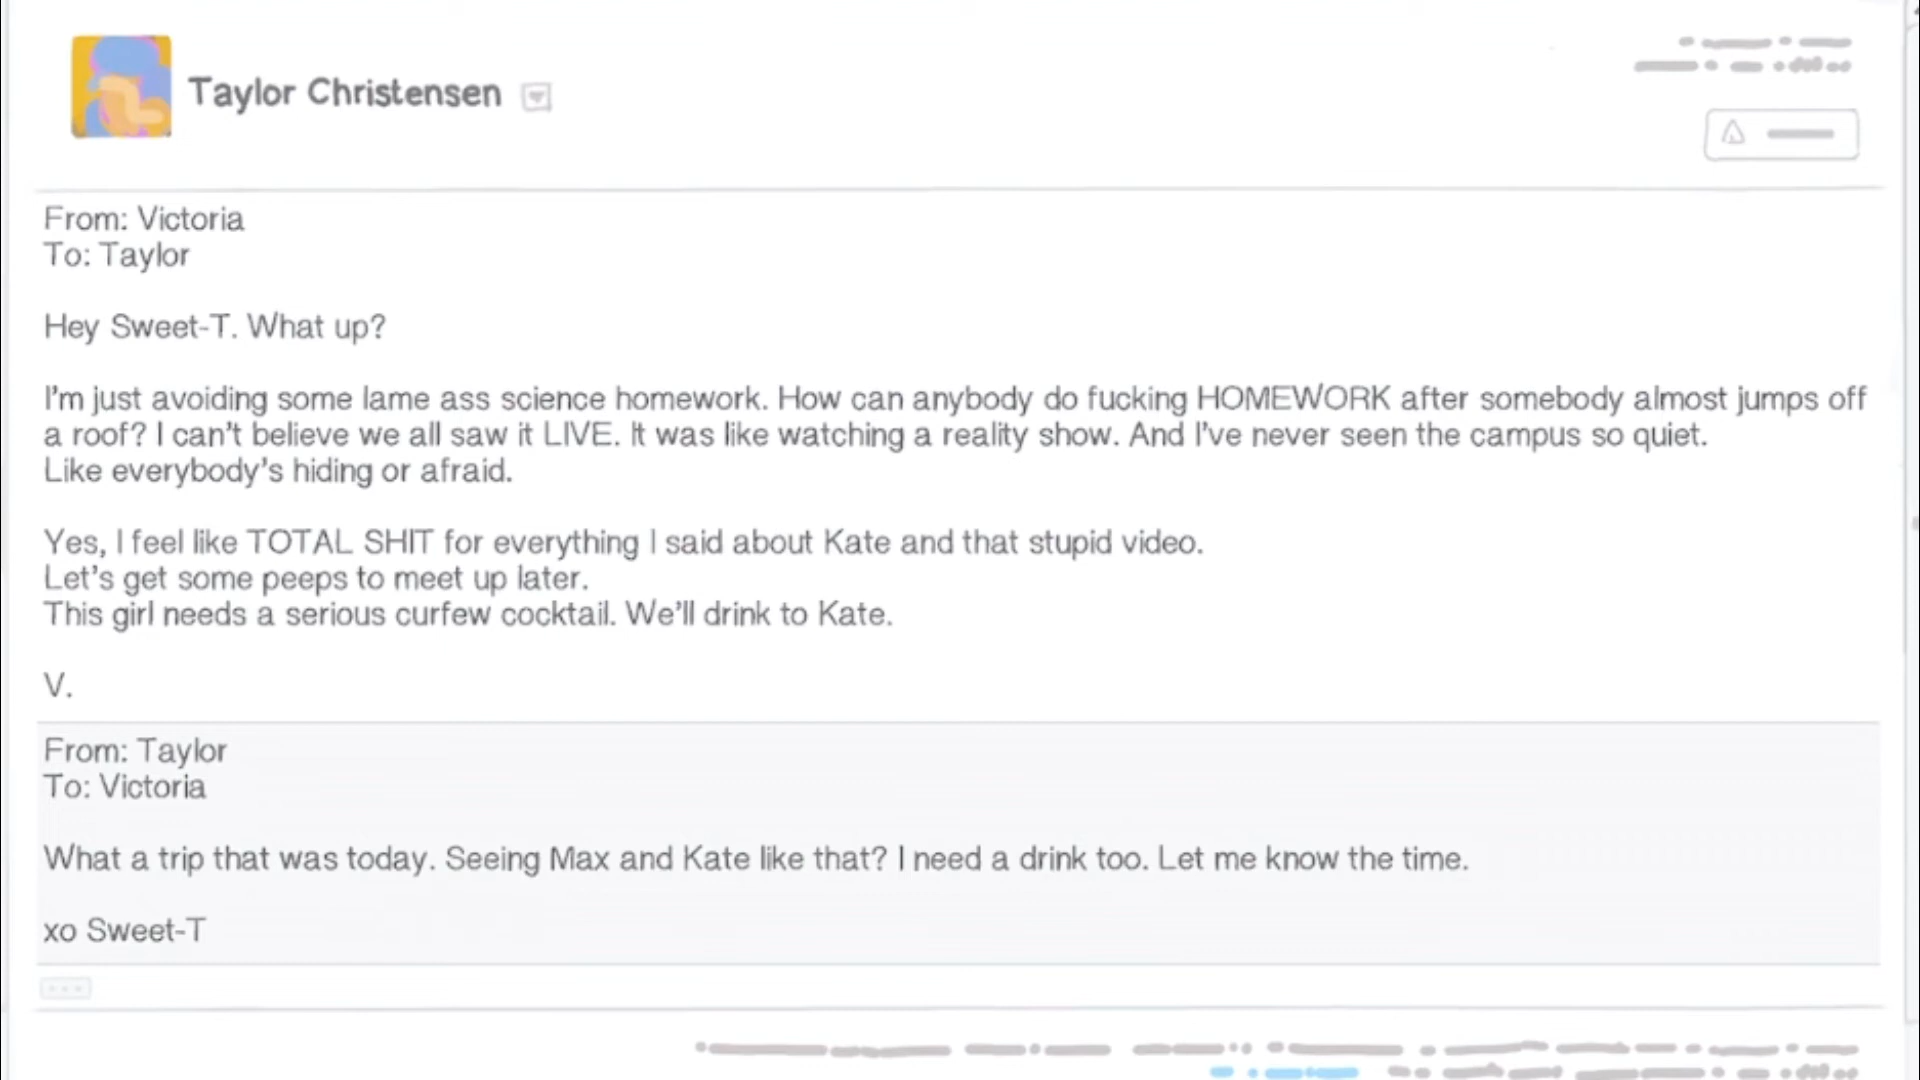 Taylor Christensen
From: Victoria
To: Taylor
Hey Sweet-T. What up?
I'm just avoiding some lame ass science homework. How can anybody do fucking HOMEWORK after somebody almost jumps off
a roof? I can't believe we all saw it LIVE. It was like watching a reality show. And I've never seen the campus so quiet.
Like everybody's hiding or afraid.
Yes, I feel like TOTAL SHIT for everything I said about Kate and that stupid video.
Let's get some peeps to meet up later.
This girl needs a serious curfew cocktail. We'll drink to Kate.
V.
From: Taylor
To: Victoria
What a trip that was today. Seeing Max and Kate like that? I need a drink too. Let me know the time.
xo Sweet-T